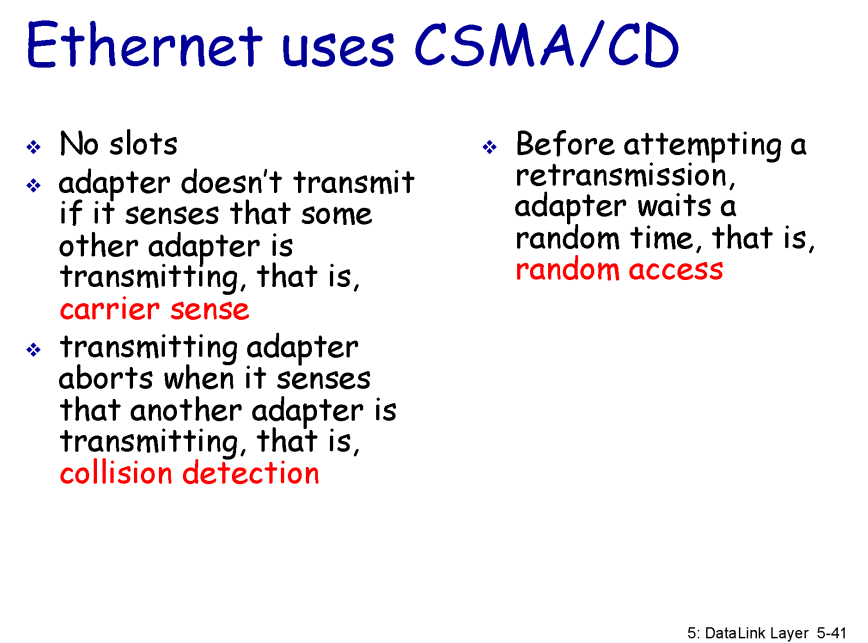 Ethernet uses CSMA/CD
No slots
adapter doesn't transmit
if it senses that some
other adapter is
transmitting, that is,
carrier sense
transmitting adapter
aborts when it senses
that another adapter is
transmitting, that is,
collision detection
Before attempting a
retransmission,
adapter waits a
random time, that is,
random access
5: DataLink Layer 5-41